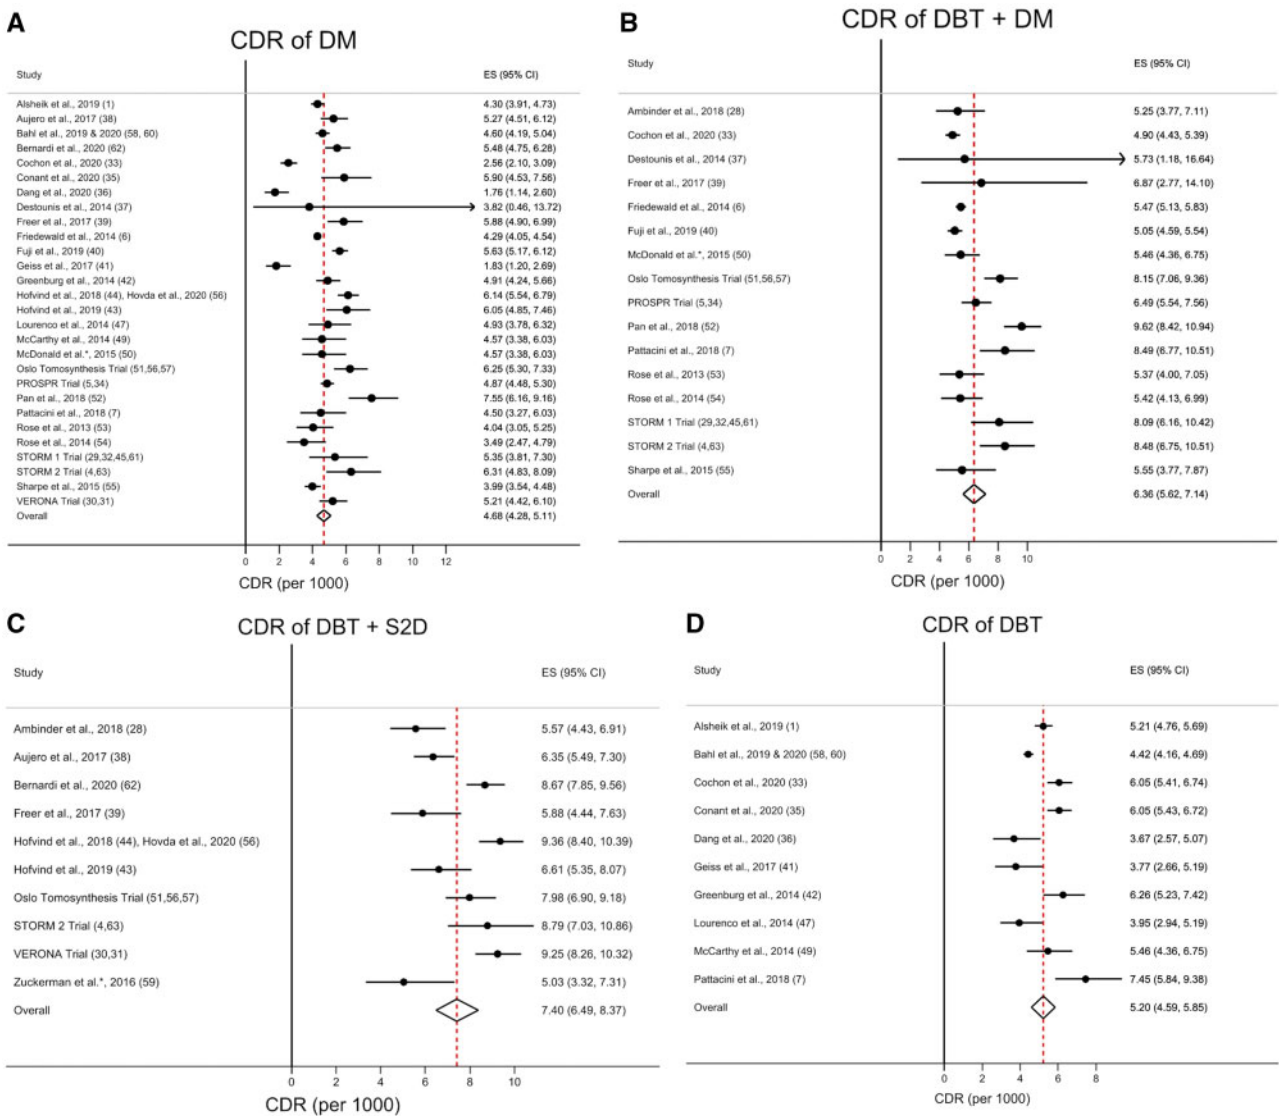 A
CDR of DM
Study ES (95% CI)
Alsheik et al., 2019 (1) 4.30 (3.91, 4.73)
Aujero et al., 2017 (38) 5.27 (4.51, 6.12)
Bahl et al., 2019 & 2020 (58, 60) 4.60 (4.19, 5.04)
Bernardi et al., 2020 (62) 5.48 (4.75, 6.28)
Cochon et al., 2020 (33) 2.56 (2.10, 3.09)
Conant et al., 2020 (35) 5.90 (4.53, 7.56)
Dang et al., 2020 (36) 1.76 (1.14, 2.60)
Destounis et al., 2014 (37) 3.82 (0.46, 13.72)
Freer et al., 2017 (39) 5.88 (4.90, 6.99)
Friedewald et al., 2014 (6) 4.29 (4.05, 4.54)
Fuji et al., 2019 (40) 5.63 (5.17, 6.12)
Geiss et al., 2017 (41) 1.83 (1.20, 2.69)
Greenburg et al., 2014 (42) 4.91 (4.24, 5.66)
Hofvind et al., 2018 (44), Hovda et al., 2020 (56) 6.14 (5.54, 6.79)
Hofvind et al., 2019 (43) 6.05 (4.85, 7.46)
Lourenco et al., 2014 (47) 4.93 (3.78, 6.32)
McCarthy et al., 2014 (49) 4.57 (3.38, 6.03)
McDonald et al.*, 2015 (50) 4.57 (3.38, 6.03)
Oslo Tomosynthesis Trial (51,56,57) 6.25 (5.30, 7.33)
PROSPR Trial (5,34) 4.87 (4.48, 5.30)
Pan et al., 2018 (52) 7.55 (6.16, 9.16)
Pattacini et al., 2018 (7) 4.50 (3.27, 6.03)
Rose et al., 2013 (53) 4.04 (3.05, 5.25)
Rose et al., 2014 (54) 3.49 (2.47, 4.79)
STORM 1 Trial (29,32,45,61) 5.35 (3.81, 7.30)
STORM 2 Trial (4,63) 6.31 (4.83, 8.09)
Sharpe et al., 2015 (55) 3.99 (3.54, 4.48)
VERONA Trial (30,31) 5.21 (4.42, 6.10)
Overall 4.68 (4.28, 5.11)
0 2 4 6 8 10 12
CDR (per 1000)
B
CDR of DBT + DM
Study ES (95% CI)
Ambinder et al., 2018 (28) 5.25 (3.77, 7.11)
Cochon et al., 2020 (33) 4.90 (4.43, 5.39)
Destounis et al., 2014 (37) 5.73 (1.18, 16.64)
Freer et al., 2017 (39) 6.87 (2.77, 14.10)
Friedewald et al., 2014 (6) 5.47 (5.13, 5.83)
Fuji et al., 2019 (40) 5.05 (4.59, 5.54)
McDonald et al.*, 2015 (50) 5.46 (4.36, 6.75)
Oslo Tomosynthesis Trial (51,56,57) 8.15 (7.06, 9.36)
PROSPR Trial (5,34) 6.49 (5.54, 7.56)
Pan et al., 2018 (52) 9.62 (8.42, 10.94)
Pattacini et al., 2018 (7) 8.49 (6.77, 10.51)
Rose et al., 2013 (53) 5.37 (4.00, 7.05)
Rose et al., 2014 (54) 5.42 (4.13, 6.99)
STORM 1 Trial (29,32,45,61) 8.09 (6.16, 10.42)
STORM 2 Trial (4,63) 8.48 (6.75, 10.51)
Sharpe et al., 2015 (55) 5.55 (3.77, 7.87)
Overall 6.36 (5.62, 7.14)
0 2 4 6 8 10
CDR (per 1000)
C
CDR of DBT + S2D
Study ES (95% CI)
Ambinder et al., 2018 (28) 5.57 (4.43, 6.91)
Aujero et al., 2017 (38) 6.35 (5.49, 7.30)
Bernardi et al., 2020 (62) 8.67 (7.85, 9.56)
Freer et al., 2017 (39) 5.88 (4.44, 7.63)
Hofvind et al., 2018 (44), Hovda et al., 2020 (56) 9.36 (8.40, 10.39)
Hofvind et al., 2019 (43) 6.61 (5.35, 8.07)
Oslo Tomosynthesis Trial (51,56,57) 7.98 (6.90, 9.18)
STORM 2 Trial (4,63) 8.79 (7.03, 10.86)
VERONA Trial (30,31) 9.25 (8.26, 10.32)
Zuckerman et al.*, 2016 (59) 5.03 (3.32, 7.31)
Overall 7.40 (6.49, 8.37)
0 2 4 6 8 10
CDR (per 1000)
D
CDR of DBT
Study ES (95% CI)
Alsheik et al., 2019 (1) 5.21 (4.76, 5.69)
Bahl et al., 2019 & 2020 (58, 60) 4.42 (4.16, 4.69)
Cochon et al., 2020 (33) 6.05 (5.41, 6.74)
Conant et al., 2020 (35) 6.05 (5.43, 6.72)
Dang et al., 2020 (36) 3.67 (2.57, 5.07)
Geiss et al., 2017 (41) 3.77 (2.66, 5.19)
Greenburg et al., 2014 (42) 6.26 (5.23, 7.42)
Lourenco et al., 2014 (47) 3.95 (2.94, 5.19)
McCarthy et al., 2014 (49) 5.46 (4.36, 6.75)
Pattacini et al., 2018 (7) 7.45 (5.84, 9.38)
Overall 5.20 (4.59, 5.85)
0 2 4 6 8
CDR (per 1000)